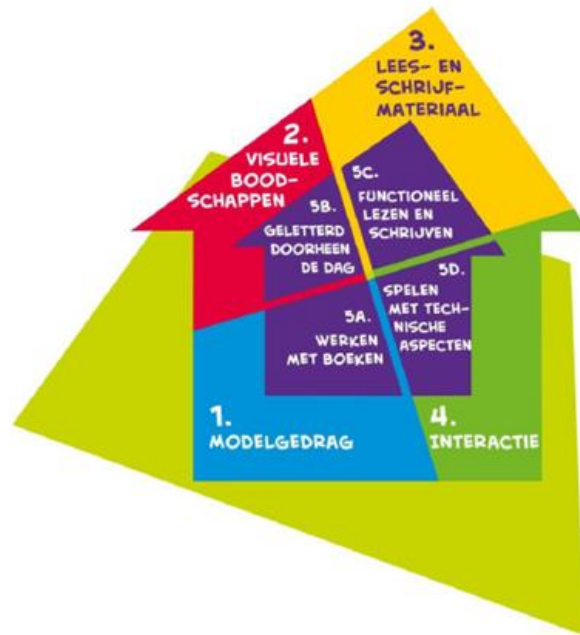 3.
LEES- EN
SCHRIJF-
MATERIAAL
2.
VISUELE
BOOD-
SCHAPPEN
5C.
FUNCTIONEEL
LEZEN EN
SCHRIJVEN
5B.
GELETTERD
DOORHEEN
DE DAG
5D.
SPELEN
MET TECH-
NISCHE
ASPECTEN
5A.
WERKEN
MET BOEKEN
1.
MODELGEDRAG
4.
INTERACTIE